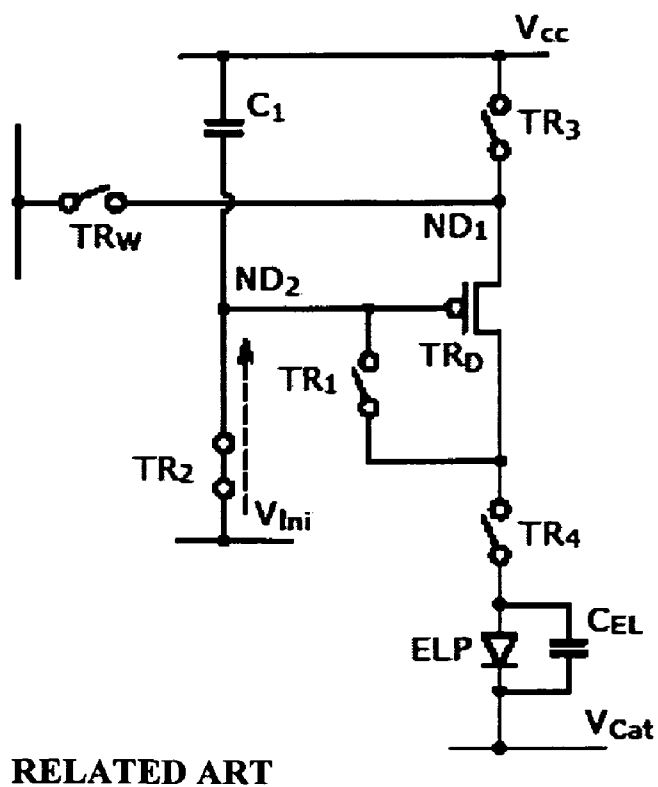 Vcc
C1
TR3
TRW
ND1
ND2
TRD
TR1
TR2
VIni
TR4
CEL
ELP
VCat
RELATED ART